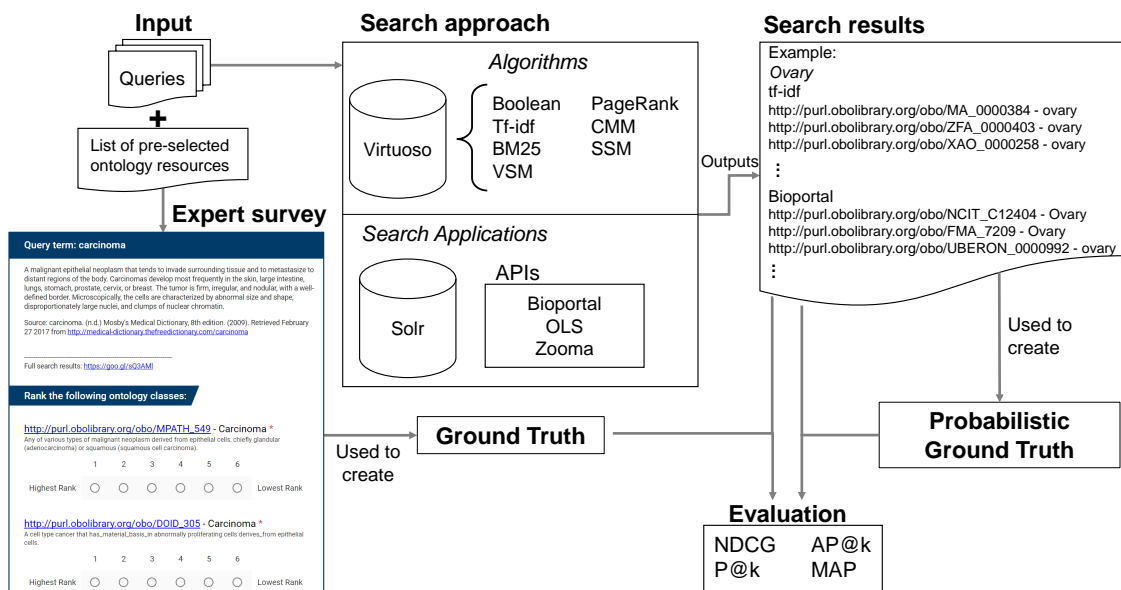 Input
Queries
+
List of pre-selected
ontology resources
Expert survey
Query term: carcinoma
A malignant epithelial neoplasm that tends to invade surrounding tissue and to metastasize to
distant regions of the body. Carcinomas develop most frequently in the skin, large intestine,
lungs, stomach, prostate, cervix, or breast. The tumor is firm, irregular, and nodular, with a well-
defined border. Microscopically, the cells are characterized by abnormal size and shape,
disproportionately large nuclei, and clumps of nuclear chromatin.
Source: carcinoma. (n.d.) Mosby's Medical Dictionary, 8th edition. (2009). Retrieved February
27 2017 from http://medical-dictionary.thefreedictionary.com/carcinoma
Full search results: https://goo.gl/sQ3AMl
Rank the following ontology classes:
http://purl.obolibrary.org/obo/MPATH_549 - Carcinoma *
Any of various types of malignant neoplasm derived from epithelial cells, chiefly glandular
(adenocarcinoma) or squamous (squamous cell carcinoma).
1 2 3 4 5 6
Highest Rank Lowest Rank
http://purl.obolibrary.org/obo/DOID_305 - Carcinoma *
A cell type cancer that has_material_basis_in abnormally proliferating cells derives_from epithelial
cells.
1 2 3 4 5 6
Highest Rank Lowest Rank
Search approach
Algorithms
Virtuoso
Boolean PageRank
Tf-idf CMM
BM25 SSM
VSM
Search Applications
Solr
APIs
Bioportal
OLS
Zooma
Outputs
Search results
Example:
Ovary
tf-idf
http://purl.obolibrary.org/obo/MA_0000384 - ovary
http://purl.obolibrary.org/obo/ZFA_0000403 - ovary
http://purl.obolibrary.org/obo/XAO_0000258 - ovary
⋮
Bioportal
http://purl.obolibrary.org/obo/NCIT_C12404 - Ovary
http://purl.obolibrary.org/obo/FMA_7209 - Ovary
http://purl.obolibrary.org/obo/UBERON_0000992 - ovary
⋮
Used to
create
Ground Truth
Used to
create
Probabilistic
Ground Truth
Evaluation
NDCG AP@k
P@k MAP